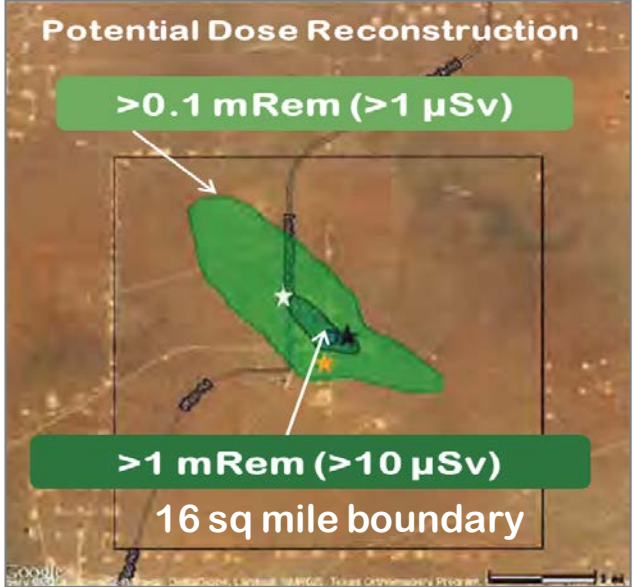 Potential Dose Reconstruction
>0.1 mRem (>1 µSv)
>1 mRem (>10 µSv)
16 sq mile boundary
Google